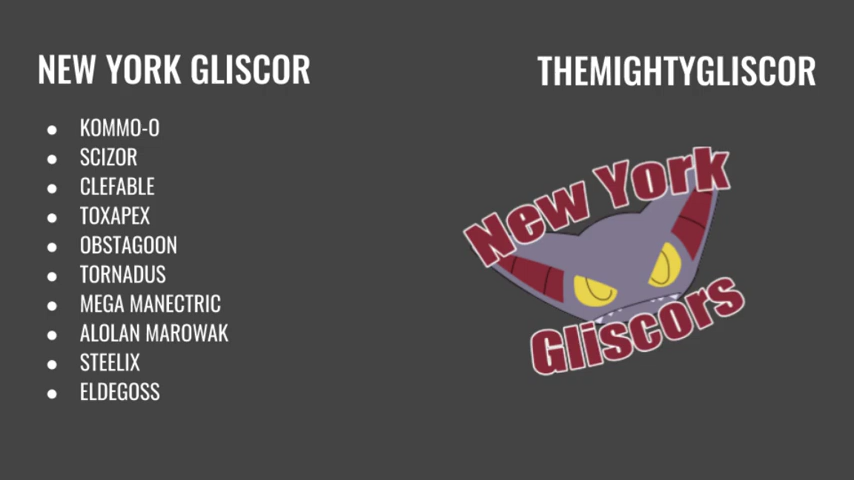 NEW YORK GLISCOR
THEMIGHTYGLISCOR
● KOMMO-O
● SCIZOR
● CLEFABLE
● TOXAPEX
● OBSTAGOON
● TORNADUS
● MEGA MANECTRIC
● ALOLAN MAROWAK
● STEELIX
● ELDEGOSS
New York
Gliscors